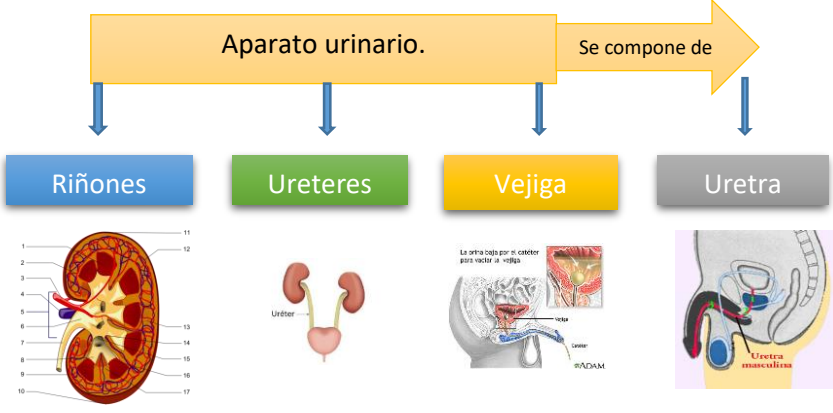 Aparato urinario.
Se compone de
Riñones
Ureteres
Vejiga
Uretra
1
2
3
4
5
6
7
8
9
10
11
12
13
14
15
16
17
Uréter
La orina baja por el catéter
para vaciar la vejiga
Vejiga
Catéter
ADAM
Uretra
masculina